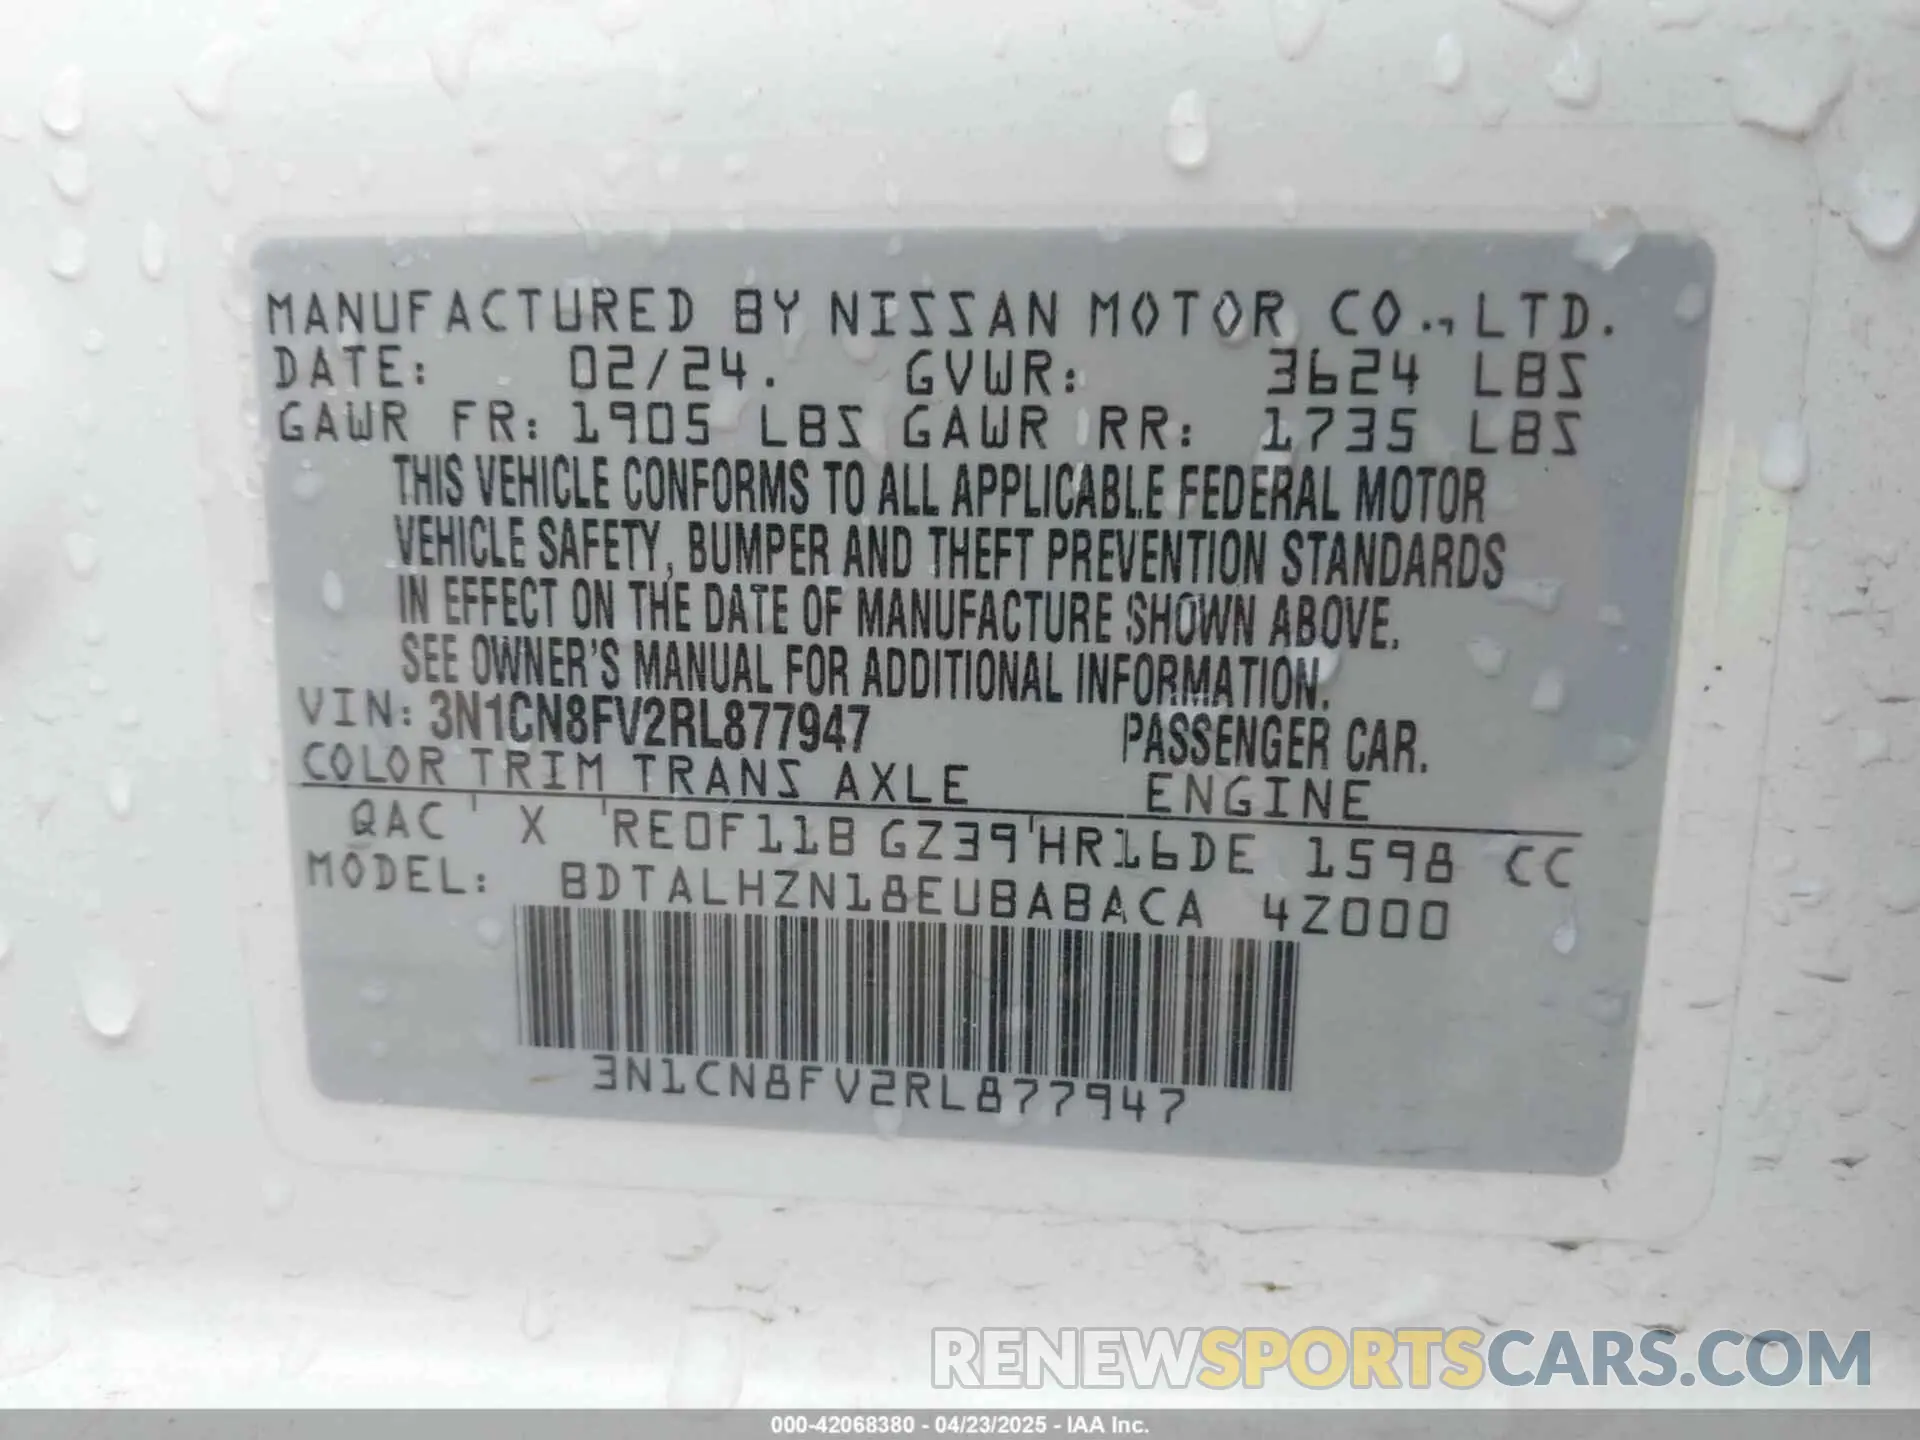 MANUFACTURED BY NISSAN MOTOR CO., LTD.
DATE: 02/24. GVWR: 3624 LBS
GAWR FR: 1905 LBS GAWR RR: 1735 LBS
THIS VEHICLE CONFORMS TO ALL APPLICABLE FEDERAL MOTOR
VEHICLE SAFETY, BUMPER AND THEFT PREVENTION STANDARDS
IN EFFECT ON THE DATE OF MANUFACTURE SHOWN ABOVE.
SEE OWNER'S MANUAL FOR ADDITIONAL INFORMATION.
VIN: 3N1CN8FV2RL877947 PASSENGER CAR.
COLOR TRIM TRANS AXLE ENGINE
QAC X RE0F11B GZ39 HR16DE 1598 CC
MODEL: BDTALHZN18EUBABACA 4Z000
3N1CN8FV2RL877947
RENEWSPORTSCARS.COM
000-42068380 - 04/23/2025 - IAA Inc.